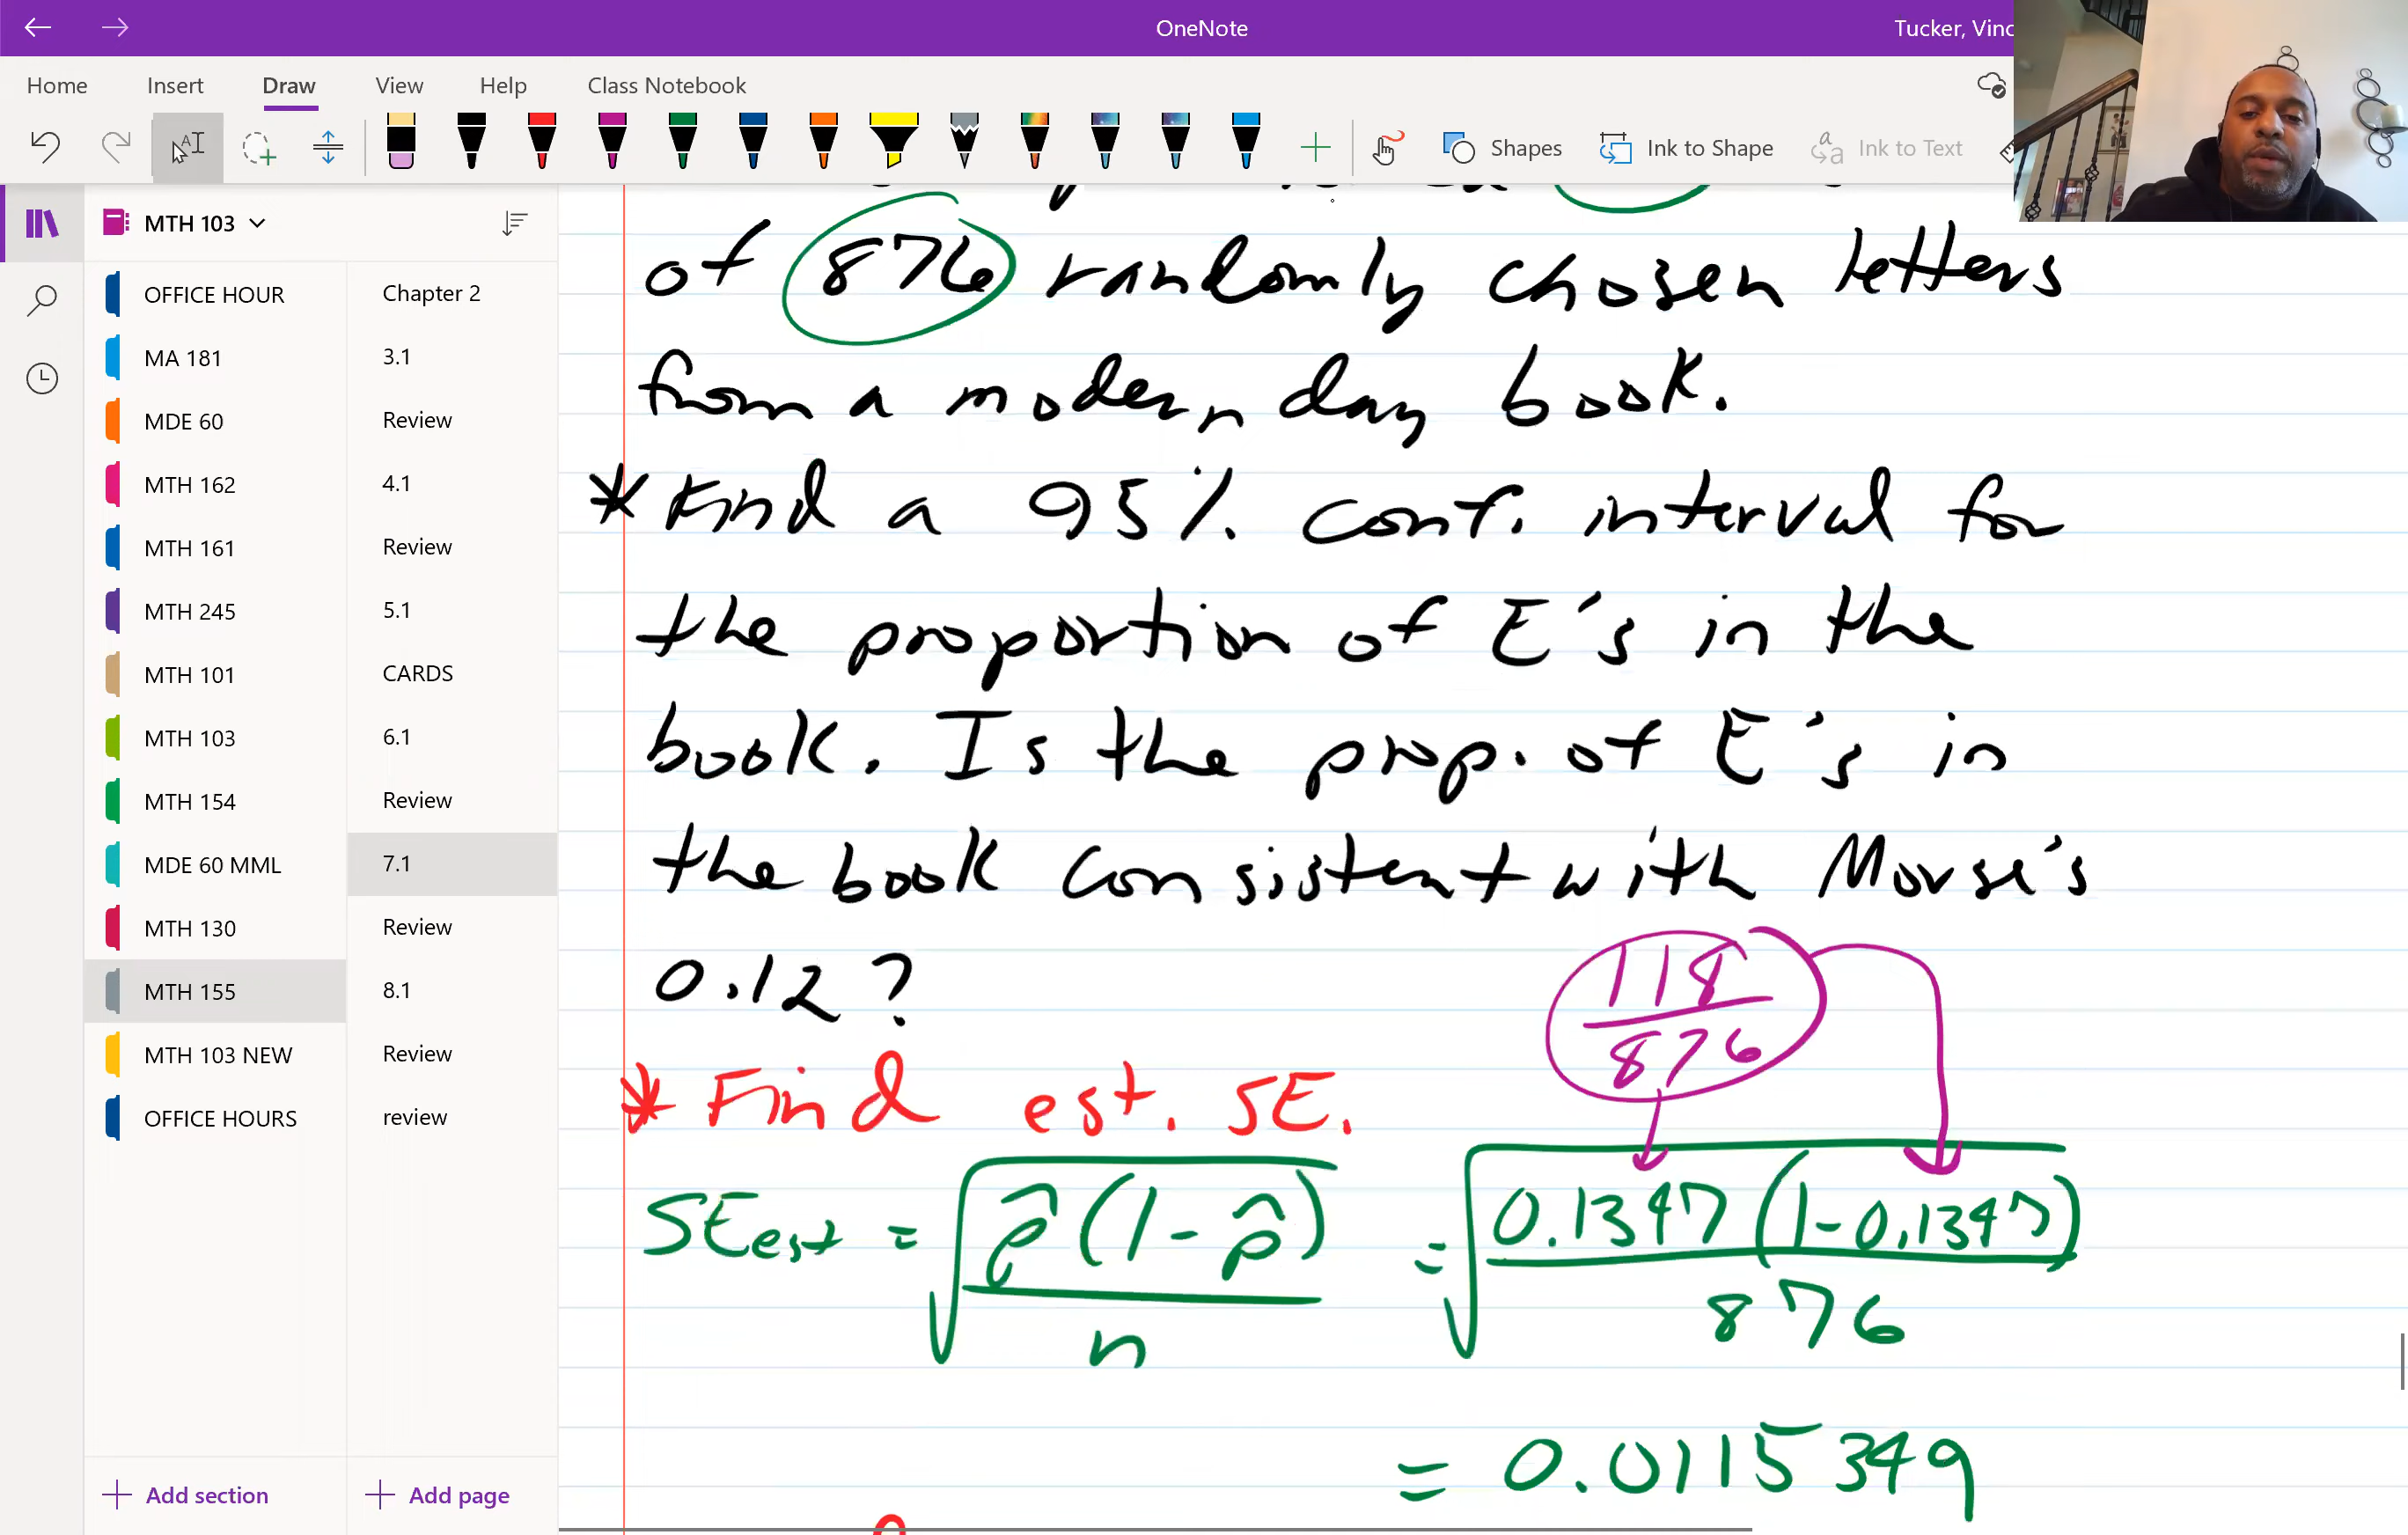 OneNote
Tucker, Vinc
Home Insert Draw View Help Class Notebook
Shapes Ink to Shape Ink to Text
MTH 103
OFFICE HOUR
MA 181
MDE 60
MTH 162
MTH 161
MTH 245
MTH 101
MTH 103
MTH 154
MDE 60 MML
MTH 130
MTH 155
MTH 103 NEW
OFFICE HOURS
Add section
Chapter 2
3.1
Review
4.1
Review
5.1
CARDS
6.1
Review
7.1
Review
8.1
Review
review
Add page
of 876 randomly chosen letters
from a modern day book.
* Find a 95% conf. interval for
the proportion of E's in the
book. Is the prop. of E's in
the book consistent with Morse's
0.12?
118/876
* Find est. SE.
SEest = √(p̂(1-p̂)/n) = √(0.1347(1-0.1347)/876)
= 0.0115349